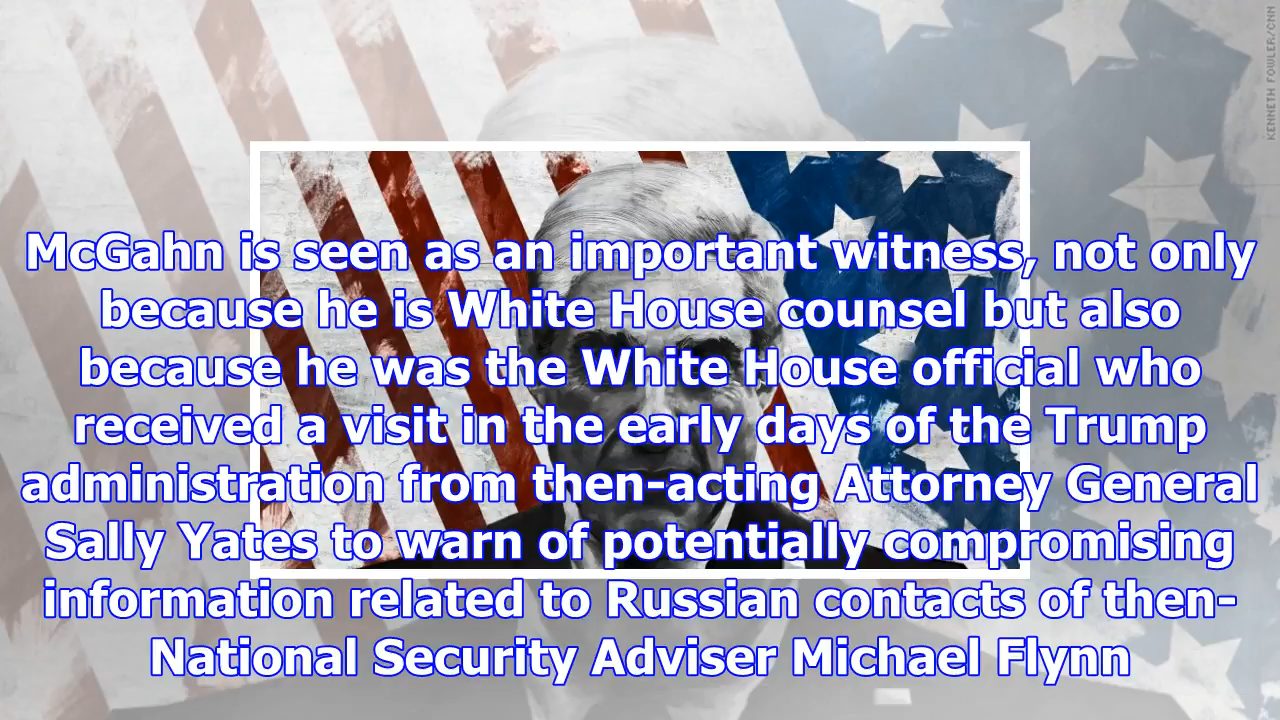 KENNETH FOWLER/CNN
McGahn is seen as an important witness, not only
because he is White House counsel but also
because he was the White House official who
received a visit in the early days of the Trump
administration from then-acting Attorney General
Sally Yates to warn of potentially compromising
information related to Russian contacts of then-
National Security Adviser Michael Flynn